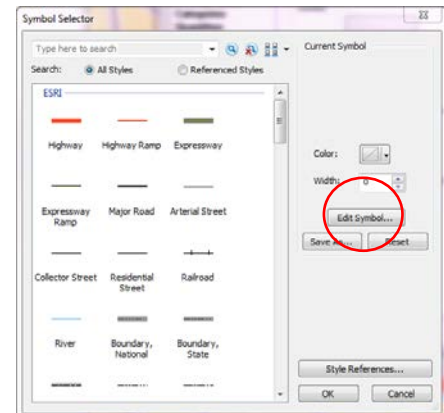 Symbol Selector
Type here to search
Search: All Styles Referenced Styles
ESRI
Highway Highway Ramp Expressway
Expressway Ramp Major Road Arterial Street
Collector Street Residential Street Railroad
River Boundary, National Boundary, State
Current Symbol
Color:
Width: 0
Edit Symbol...
Save As... Reset
Style References...
OK Cancel